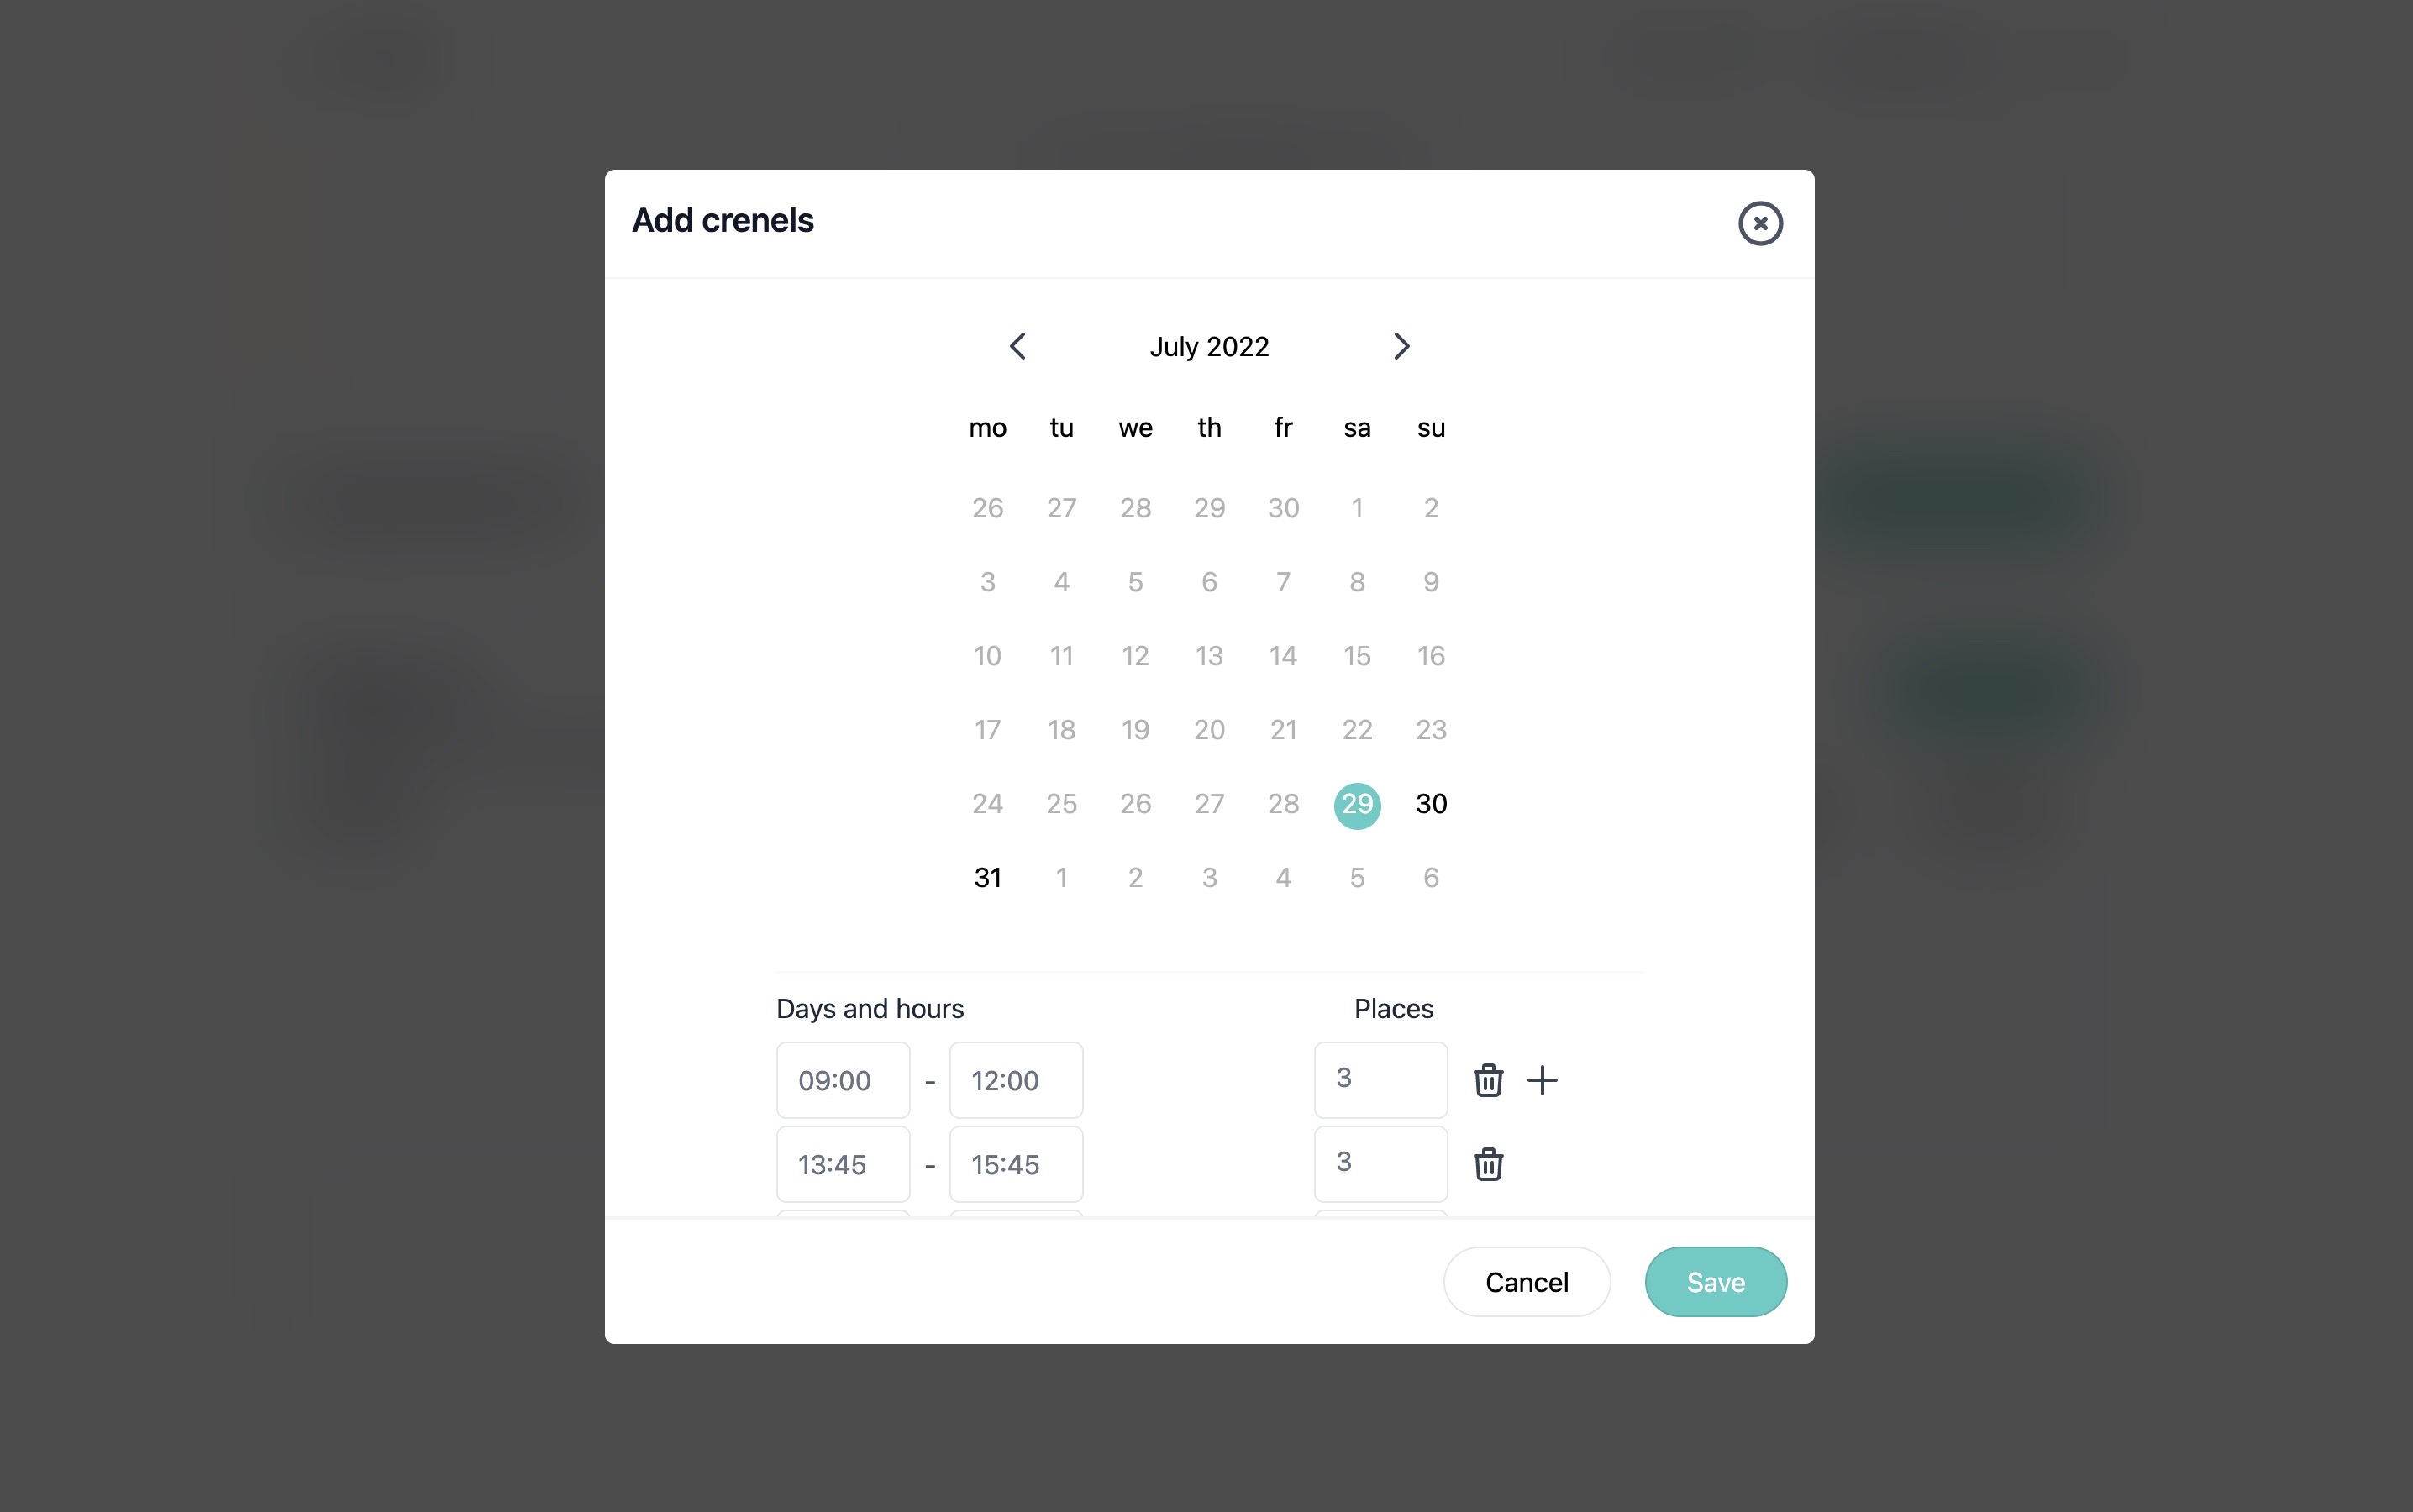 Add crenels
July 2022
mo tu we th fr sa su
26 27 28 29 30 1 2
3 4 5 6 7 8 9
10 11 12 13 14 15 16
17 18 19 20 21 22 23
24 25 26 27 28 29 30
31 1 2 3 4 5 6
Days and hours Places
09:00 - 12:00 3
13:45 - 15:45 3
Cancel Save